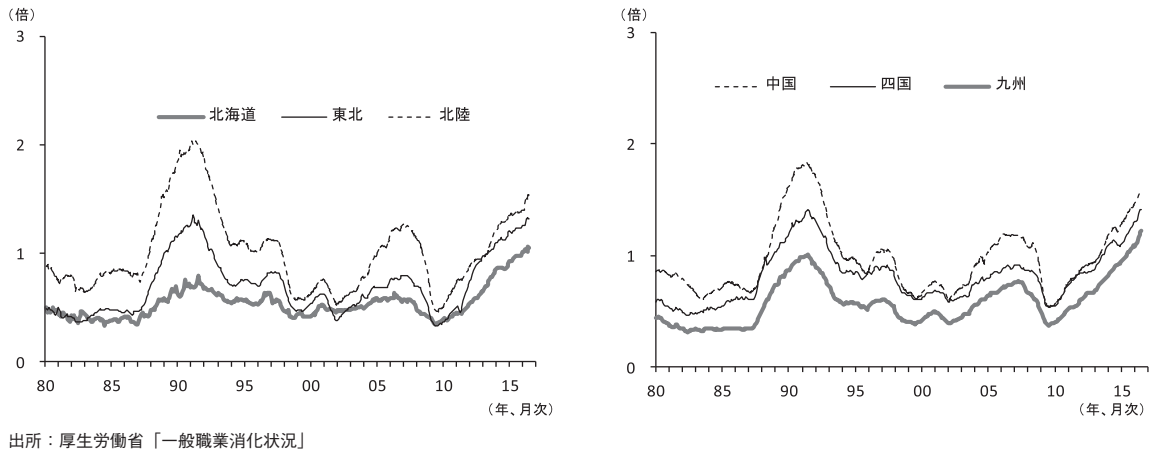 （倍）
3
2
1
0
北海道 東北 北陸
80 85 90 95 00 05 10 15
（年、月次）
（倍）
3
2
1
0
中国 四国 九州
80 85 90 95 00 05 10 15
（年、月次）
出所：厚生労働省「一般職業消化状況」